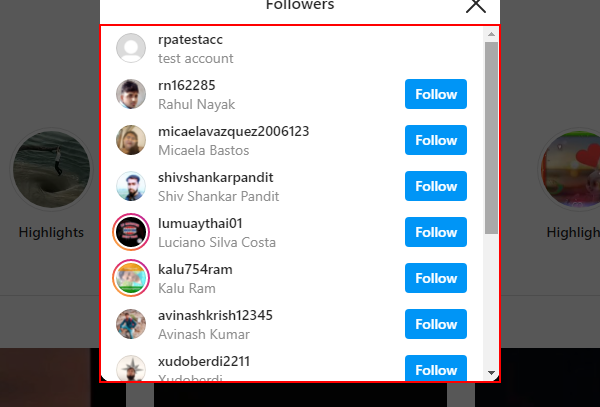 Followers
rpatestacc
test account
rn162285
Rahul Nayak
Follow
micaelavazquez2006123
Micaela Bastos
Follow
shivshankarpandit
Shiv Shankar Pandit
Follow
lumuaythai01
Luciano Silva Costa
Follow
kalu754ram
Kalu Ram
Follow
avinashkrish12345
Avinash Kumar
Follow
xudoberdi2211
Xudoberdi
Follow
Highlights
Highligh